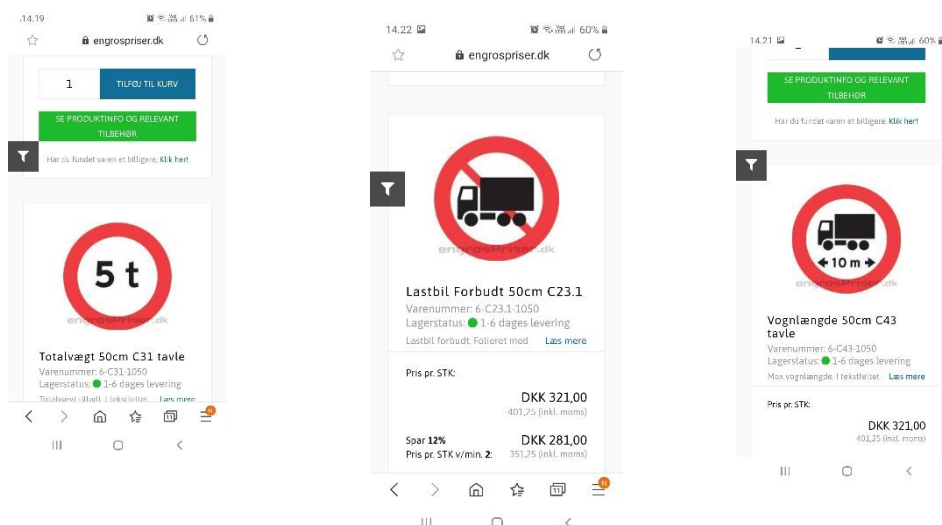 .14.19
61%
engrospriser.dk
1
TILFØJ TIL KURV
SE PRODUKTINFO OG RELEVANT
TILBEHØR
Har du fundet varen et billigere, Klik her!
5 t
engrosPriser.dk
Totalvægt 50cm C31 tavle
Varenummer: 6-C31-1050
Lagerstatus: 1-6 dages levering
Totalvægt tilladt. I tekstfeltet Læs mere
11
N
14.22
60%
engrospriser.dk
engrosPriser.dk
Lastbil Forbudt 50cm C23.1
Varenummer: 6-C23.1-1050
Lagerstatus: 1-6 dages levering
Lastbil forbudt. Folieret med Læs mere
Pris pr. STK:
DKK 321,00
401,25 (inkl. moms)
Spar 12% DKK 281,00
Pris pr. STK v/min. 2: 351,25 (inkl. moms)
11
N
14.21
60%
SE PRODUKTINFO OG RELEVANT
TILBEHØR
Har du fundet varen et billigere, Klik her!
10 m
engrosPriser.dk
Vognlængde 50cm C43
tavle
Varenummer: 6-C43-1050
Lagerstatus: 1-6 dages levering
Max vognlængde. I tekstfeltet Læs mere
Pris pr. STK:
DKK 321,00
401,25 (inkl. moms)